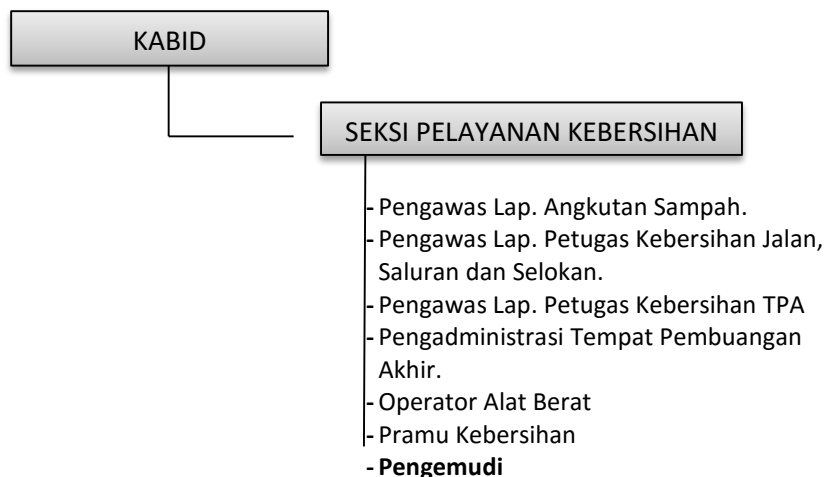 KABID
SEKSI PELAYANAN KEBERSIHAN
- Pengawas Lap. Angkutan Sampah.
- Pengawas Lap. Petugas Kebersihan Jalan,
Saluran dan Selokan.
- Pengawas Lap. Petugas Kebersihan TPA
- Pengadministrasi Tempat Pembuangan
Akhir.
- Operator Alat Berat
- Pramu Kebersihan
- Pengemudi